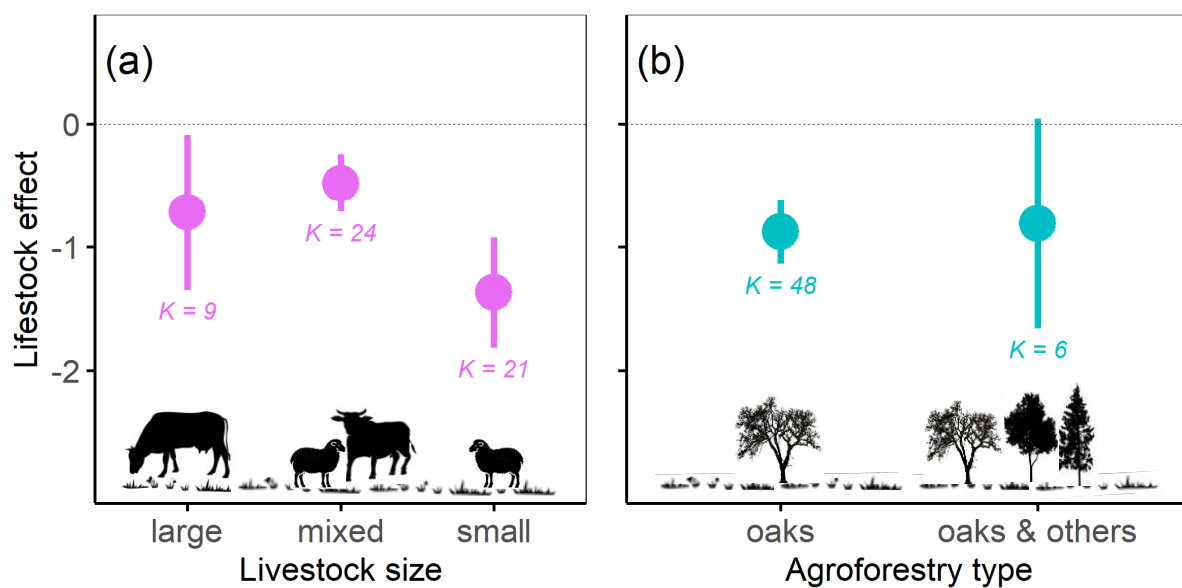 (a)
(b)
Lifestock effect
0
-1
-2
K = 9
K = 24
K = 21
K = 48
K = 6
large
mixed
small
oaks
oaks & others
Livestock size
Agroforestry type